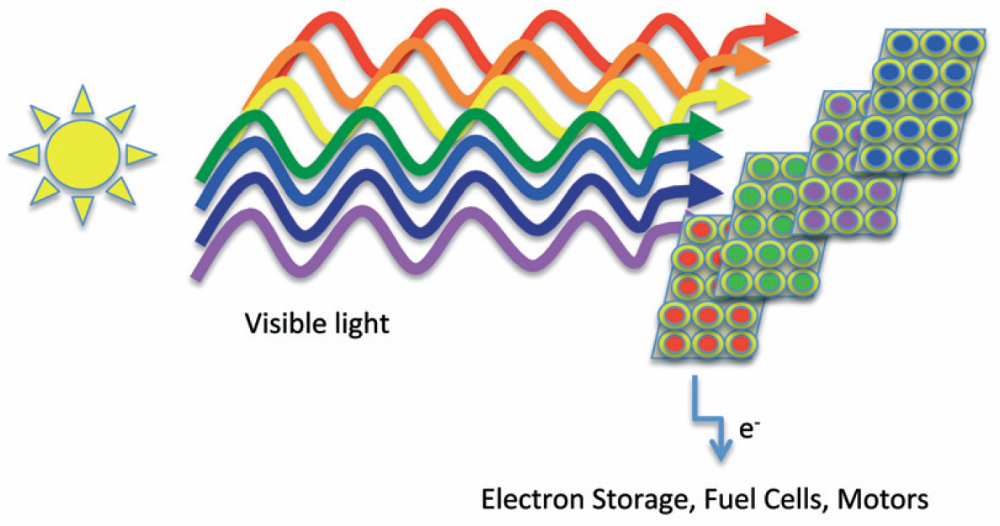 Visible light
e-
Electron Storage, Fuel Cells, Motors